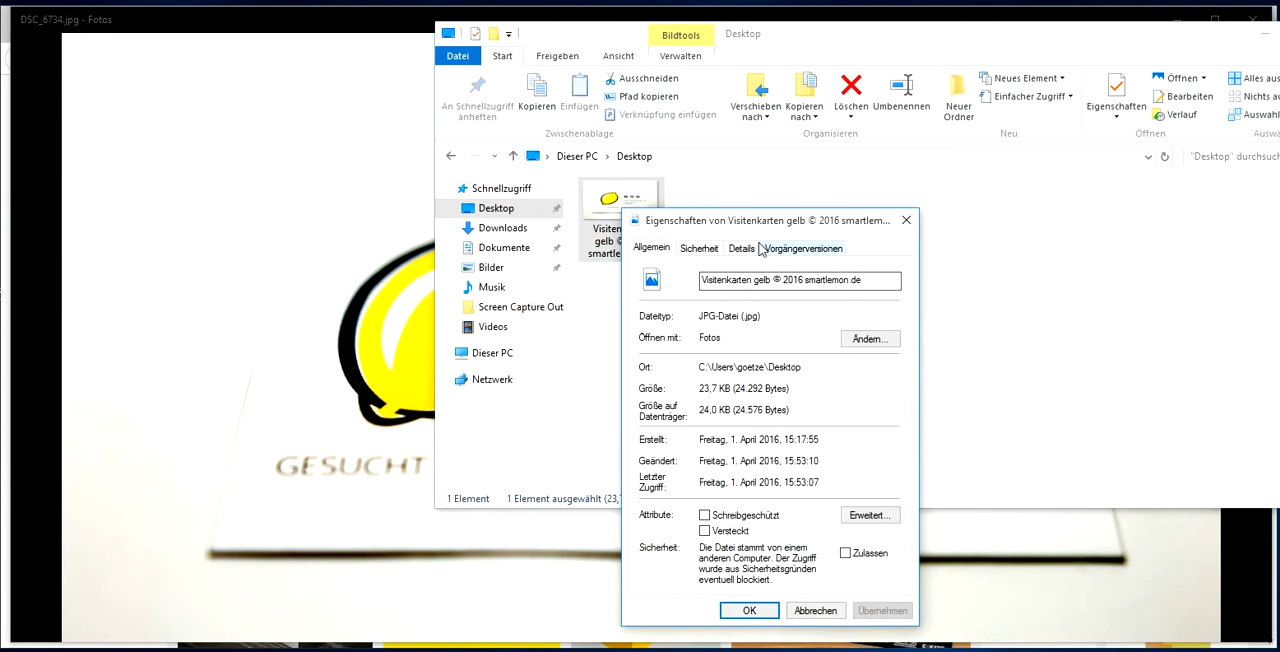 DSC_6734.jpg - Fotos
Bildtools
Desktop
Datei
Start
Freigeben
Ansicht
Verwalten
An Schnellzugriff
anheften
Kopieren
Einfügen
Ausschneiden
Pfad kopieren
Verknüpfung einfügen
Zwischenablage
Verschieben
nach
Kopieren
nach
Löschen
Umbenennen
Organisieren
Neuer
Ordner
Neues Element
Einfacher Zugriff
Neu
Eigenschaften
Öffnen
Bearbeiten
Verlauf
Öffnen
Alles aus
Nichts au
Auswahl
Auswa
Dieser PC
Desktop
"Desktop" durchsuc
Schnellzugriff
Desktop
Downloads
Dokumente
Bilder
Musik
Screen Capture Out
Videos
Dieser PC
Netzwerk
Visiten
gelb ©
smartle
1 Element
1 Element ausgewählt (23,
GESUCHT
Eigenschaften von Visitenkarten gelb © 2016 smartlem...
Allgemein
Sicherheit
Details
Vorgängerversionen
Visitenkarten gelb © 2016 smartlemon.de
Dateityp:
JPG-Datei (.jpg)
Öffnen mit:
Fotos
Ändern...
Ort:
C:\Users\goetze\Desktop
Größe:
23,7 KB (24.292 Bytes)
Größe auf
Datenträger:
24,0 KB (24.576 Bytes)
Erstellt:
Freitag, 1. April 2016, 15:17:55
Geändert:
Freitag, 1. April 2016, 15:53:10
Letzter
Zugriff:
Freitag, 1. April 2016, 15:53:07
Attribute:
Schreibgeschützt
Versteckt
Erweitert...
Sicherheit:
Die Datei stammt von einem
anderen Computer. Der Zugriff
wurde aus Sicherheitsgründen
eventuell blockiert.
Zulassen
OK
Abbrechen
Übernehmen